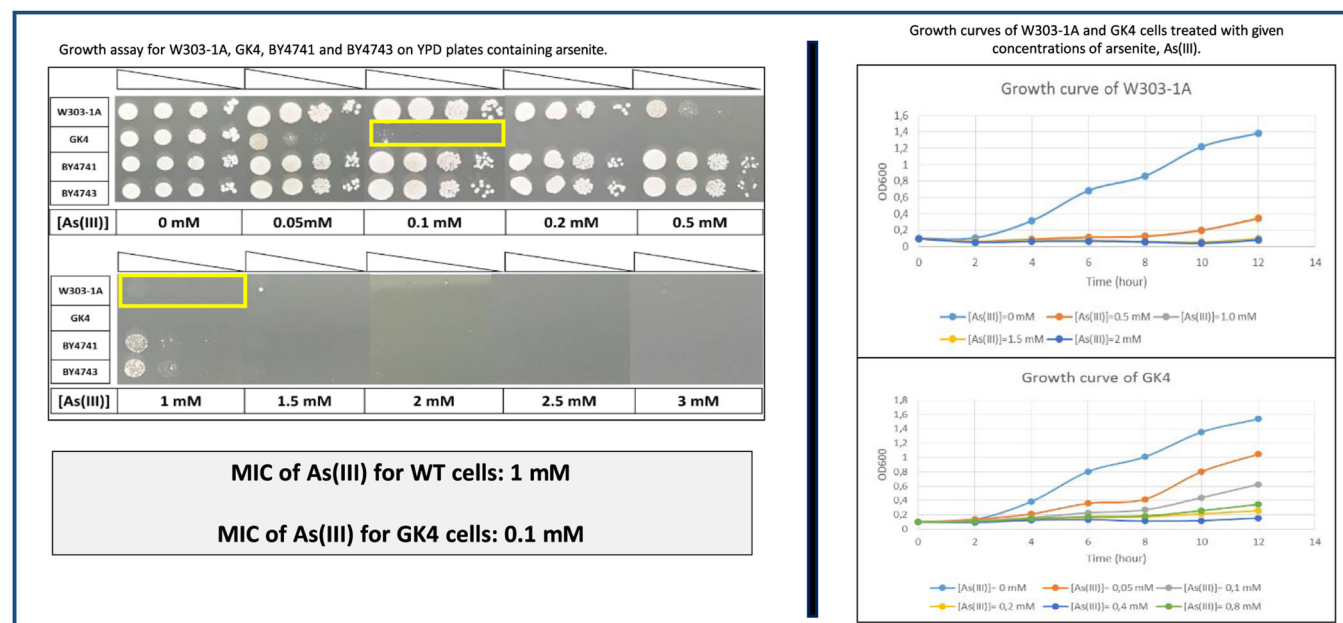 Growth assay for W303-1A, GK4, BY4741 and BY4743 on YPD plates containing arsenite.
W303-1A
GK4
BY4741
BY4743
[As(III)] 0 mM 0.05mM 0.1 mM 0.2 mM 0.5 mM
W303-1A
GK4
BY4741
BY4743
[As(III)] 1 mM 1.5 mM 2 mM 2.5 mM 3 mM
MIC of As(III) for WT cells: 1 mM
MIC of As(III) for GK4 cells: 0.1 mM
Growth curves of W303-1A and GK4 cells treated with given
concentrations of arsenite, As(III).
Growth curve of W303-1A
OD600
1,6
1,4
1,2
1
0,8
0,6
0,4
0,2
0
0 2 4 6 8 10 12 14
Time (hour)
[As(III)]=0 mM [As(III)]=0.5 mM [As(III)]=1.0 mM
[As(III)]=1.5 mM [As(III)]=2 mM
Growth curve of GK4
OD600
1,8
1,6
1,4
1,2
1
0,8
0,6
0,4
0,2
0
0 2 4 6 8 10 12 14
Time (hour)
[As(III)]= 0 mM [As(III)]= 0,05 mM [As(III)]= 0,1 mM
[As(III)]= 0,2 mM [As(III)]= 0,4 mM [As(III)]= 0,8 mM